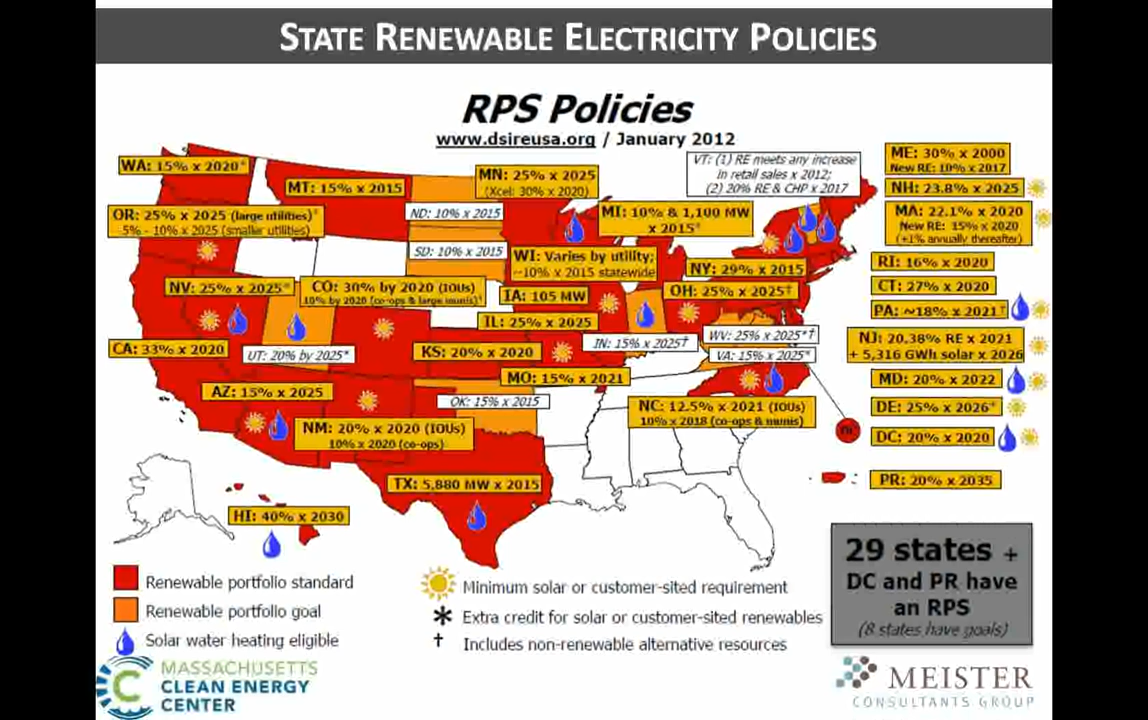 STATE RENEWABLE ELECTRICITY POLICIES
RPS Policies
www.dsireusa.org / January 2012
WA: 15% x 2020*
MT: 15% x 2015
MN: 25% x 2025
(Xcel: 30% x 2020)
VT: (1) RE meets any increase
in retail sales x 2012;
(2) 20% RE & CHP x 2017
ME: 30% x 2000
New RE: 10% x 2017
NH: 23.8% x 2025
OR: 25% x 2025 (large utilities)*
5% - 10% x 2025 (smaller utilities)
ND: 10% x 2015
MI: 10% & 1,100 MW
x 2015*
MA: 22.1% x 2020
New RE: 15% x 2020
(+1% annually thereafter)
SD: 10% x 2015
WI: Varies by utility;
~10% x 2015 statewide
NY: 29% x 2015
RI: 16% x 2020
NV: 25% x 2025*
CO: 30% by 2020 (IOUs)
10% by 2020 (co-ops & large munis)*
IA: 105 MW
OH: 25% x 2025†
CT: 27% x 2020
PA: ~18% x 2021†
IL: 25% x 2025
CA: 33% x 2020
UT: 20% by 2025*
KS: 20% x 2020
IN: 15% x 2025†
WV: 25% x 2025*†
VA: 15% x 2025*
NJ: 20.38% RE x 2021
+ 5,316 GWh solar x 2026
MO: 15% x 2021
MD: 20% x 2022
AZ: 15% x 2025
OK: 15% x 2015
NC: 12.5% x 2021 (IOUs)
10% x 2018 (co-ops & munis)
DE: 25% x 2026*
NM: 20% x 2020 (IOUs)
10% x 2020 (co-ops)
DC: 20% x 2020
TX: 5,880 MW x 2015
PR: 20% x 2035
HI: 40% x 2030
29 states +
DC and PR have
an RPS
(8 states have goals)
Renewable portfolio standard
Renewable portfolio goal
Solar water heating eligible
Minimum solar or customer-sited requirement
* Extra credit for solar or customer-sited renewables
† Includes non-renewable alternative resources
MASSACHUSETTS
CLEAN ENERGY
CENTER
MEISTER
CONSULTANTS GROUP